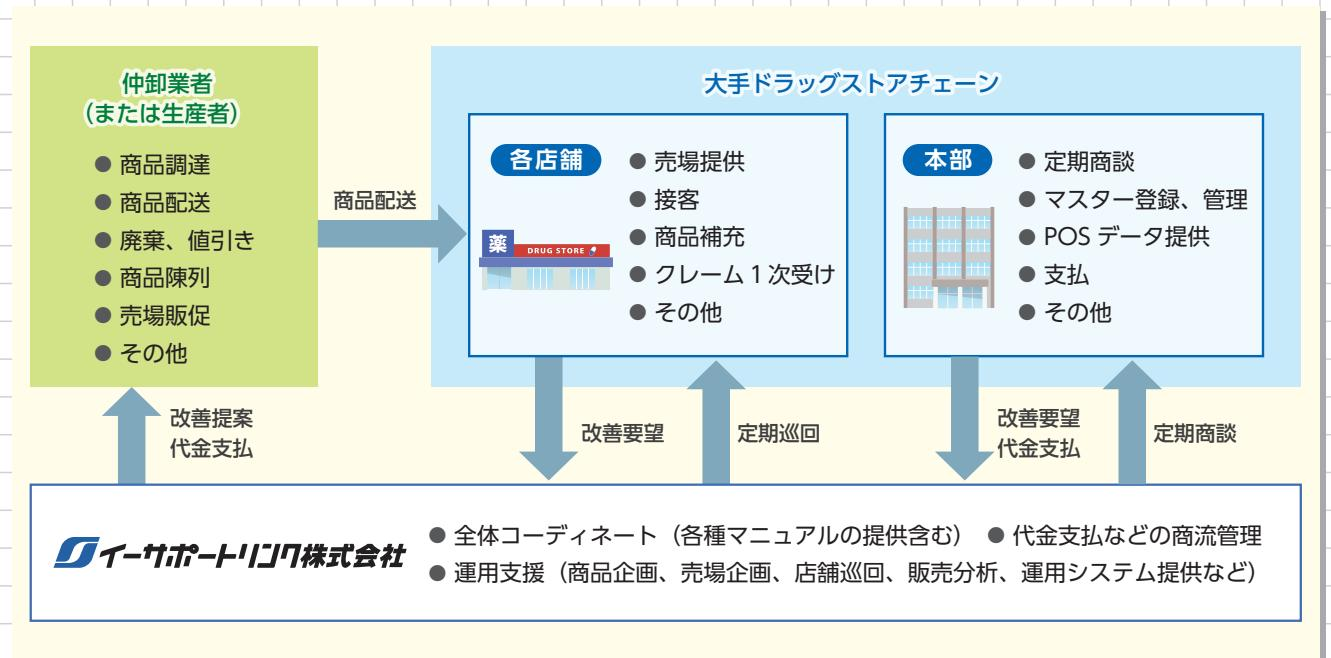 仲卸業者
（または生産者）
● 商品調達
● 商品配送
● 廃棄、値引き
● 商品陳列
● 売場販促
● その他
商品配送
大手ドラッグストアチェーン
各店舗
薬
DRUG STORE
● 売場提供
● 接客
● 商品補充
● クレーム1次受け
● その他
本部
● 定期商談
● マスター登録、管理
● POS データ提供
● 支払
● その他
改善提案
代金支払
改善要望
定期巡回
改善要望
代金支払
定期商談
イーサポートリンク株式会社
● 全体コーディネート（各種マニュアルの提供含む） ● 代金支払などの商流管理
● 運用支援（商品企画、売場企画、店舗巡回、販売分析、運用システム提供など）